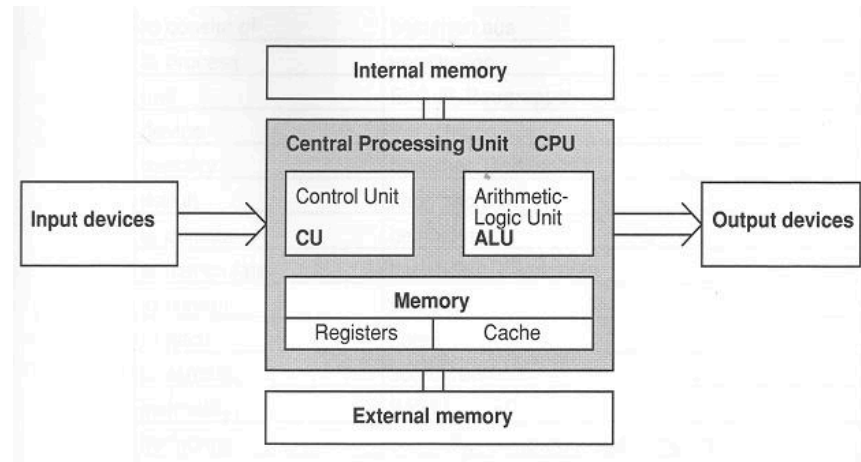 Internal memory
Central Processing Unit CPU
Input devices
Control Unit
CU
Arithmetic-
Logic Unit
ALU
Output devices
Memory
Registers
Cache
External memory